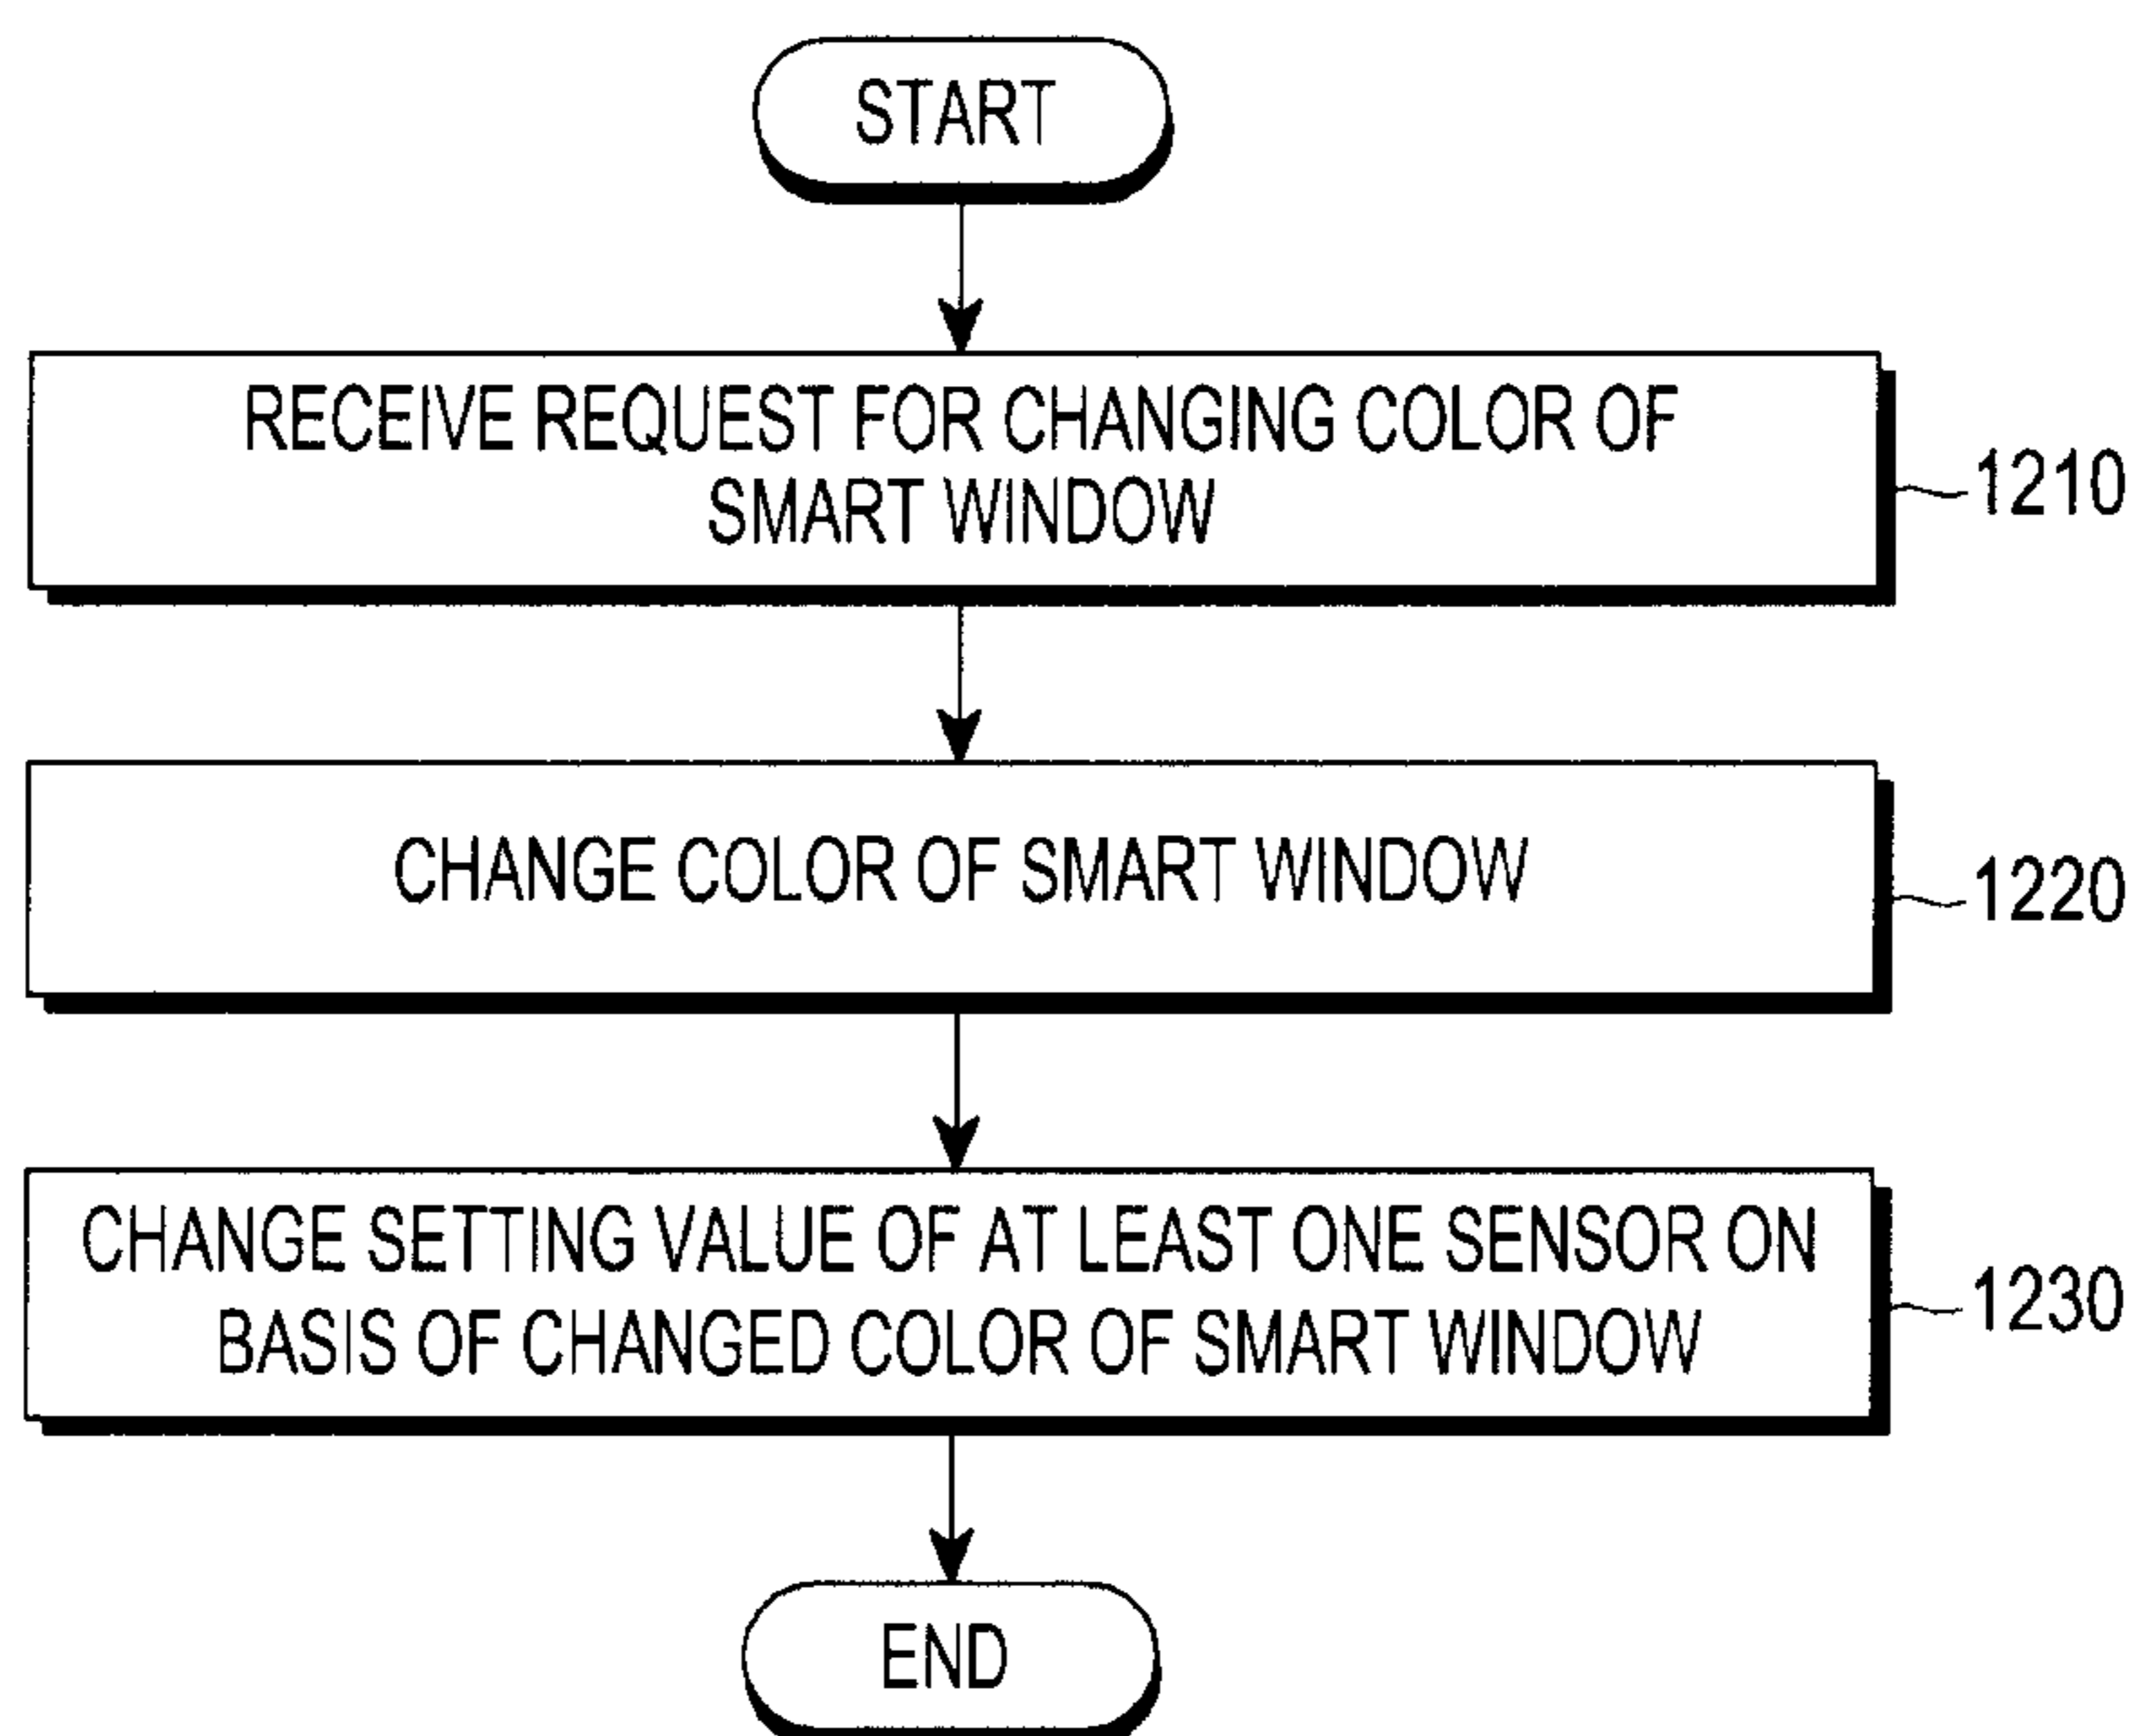 START
RECEIVE REQUEST FOR CHANGING COLOR OF
SMART WINDOW
1210
CHANGE COLOR OF SMART WINDOW
1220
CHANGE SETTING VALUE OF AT LEAST ONE SENSOR ON
BASIS OF CHANGED COLOR OF SMART WINDOW
1230
END